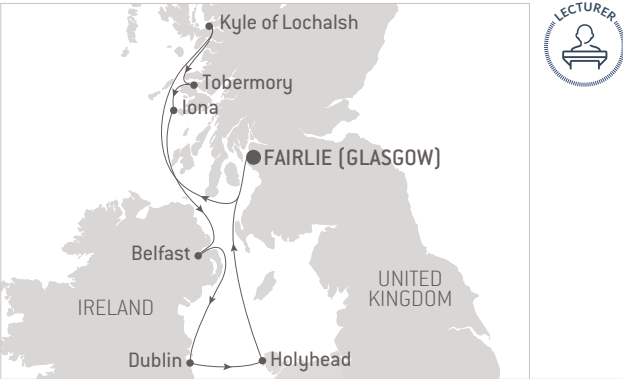 Kyle of Lochalsh
LECTURER
Tobermory
Iona
FAIRLIE (GLASGOW)
Belfast
UNITED
KINGDOM
IRELAND
Dublin
Holyhead